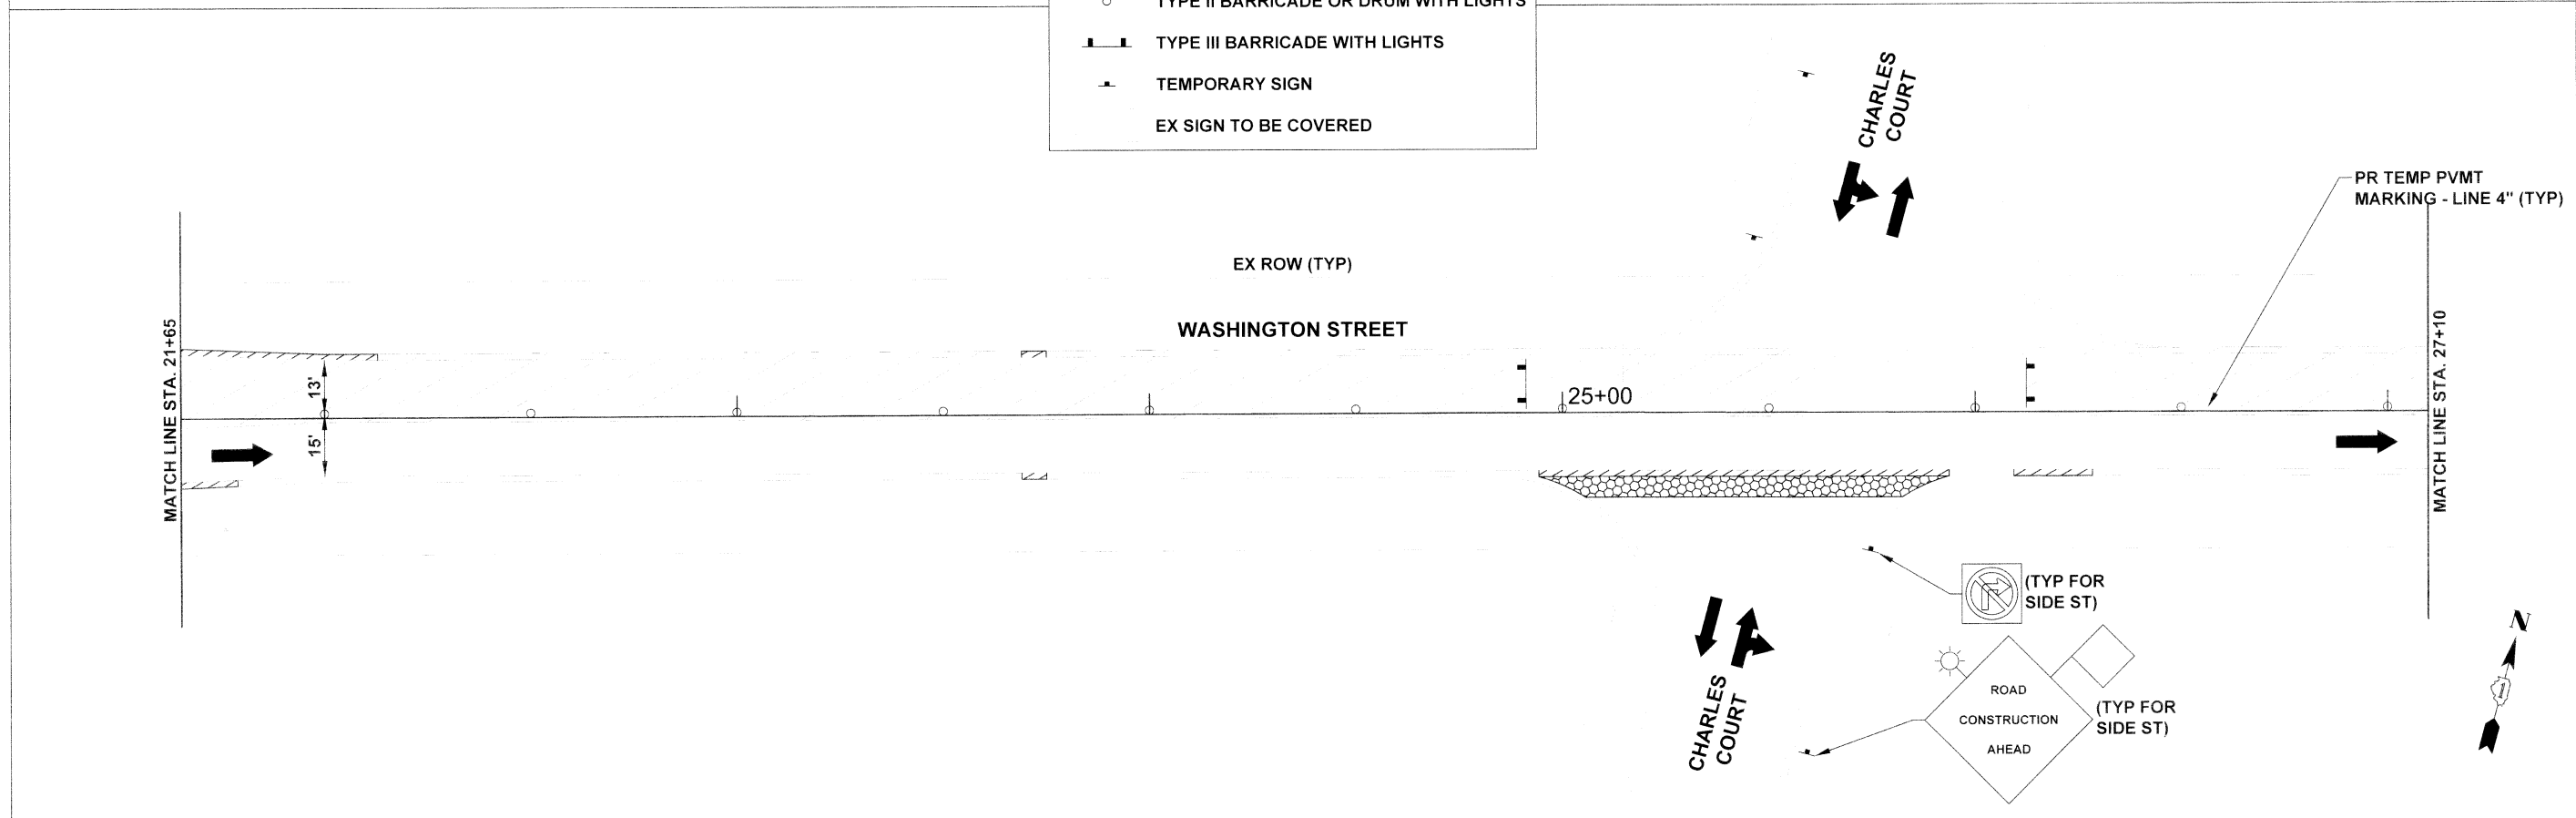 TYPE II BARRICADE OR DRUM WITH LIGHTS
TYPE III BARRICADE WITH LIGHTS
TEMPORARY SIGN
EX SIGN TO BE COVERED
CHARLES
COURT
PR TEMP PVMT
MARKING - LINE 4" (TYP)
EX ROW (TYP)
WASHINGTON STREET
MATCH LINE STA. 21+65
13'
15'
25+00
MATCH LINE STA. 27+10
(TYP FOR
SIDE ST)
CHARLES
COURT
ROAD
CONSTRUCTION
AHEAD
(TYP FOR
SIDE ST)
N